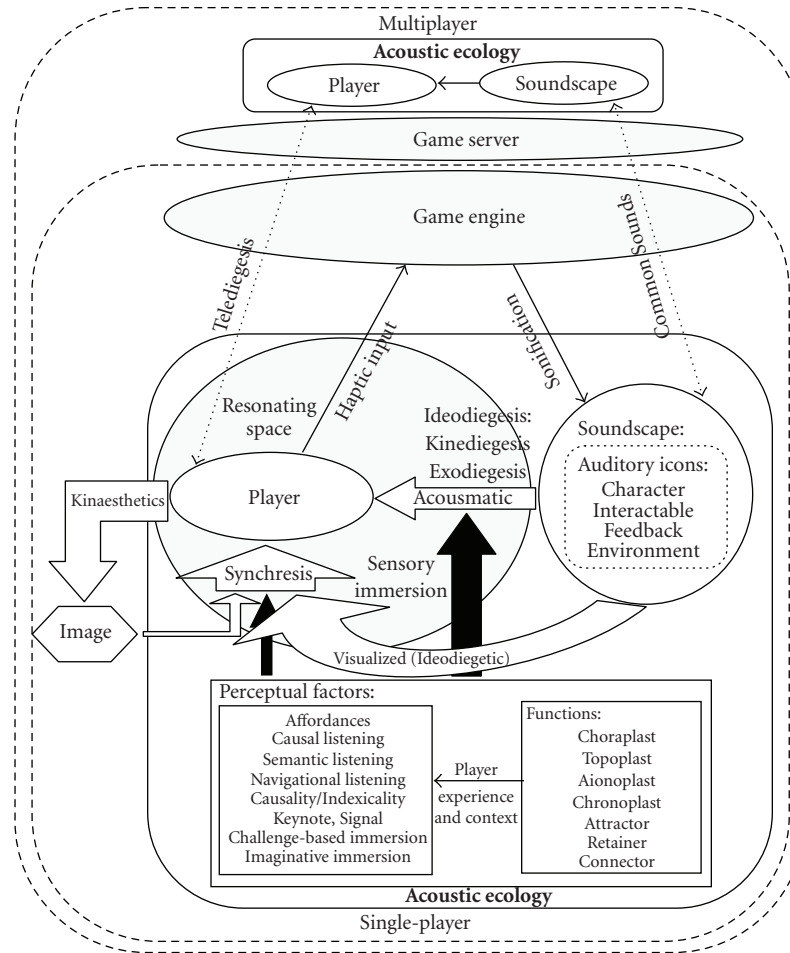 Multiplayer
Acoustic ecology
Player
Soundscape
Game server
Game engine
Telediegesis
Haptic input
Sonification
Common Sounds
Resonating
space
Ideodiegesis:
Kinediegesis
Exodiegesis
Acousmatic
Soundscape:
Auditory icons:
Character
Interactable
Feedback
Environment
Kinaesthetics
Player
Synchresis
Sensory
immersion
Image
Visualized (Ideodiegetic)
Perceptual factors:
Affordances
Causal listening
Semantic listening
Navigational listening
Causality/Indexicality
Keynote, Signal
Challenge-based immersion
Imaginative immersion
Player
experience
and context
Functions:
Choraplast
Topoplast
Aionoplast
Chronoplast
Attractor
Retainer
Connector
Acoustic ecology
Single-player